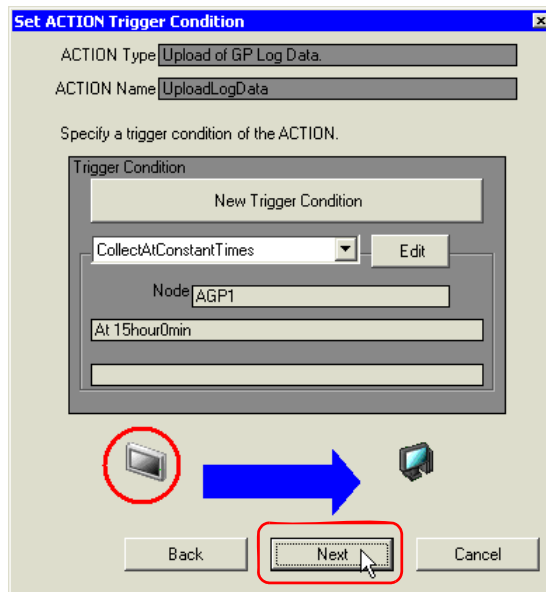 Set ACTION Trigger Condition
ACTION Type Upload of GP Log Data.
ACTION Name UploadLogData
Specify a trigger condition of the ACTION.
Trigger Condition
New Trigger Condition
CollectAtConstantTimes Edit
Node AGP1
At 15hour0min
Back Next Cancel